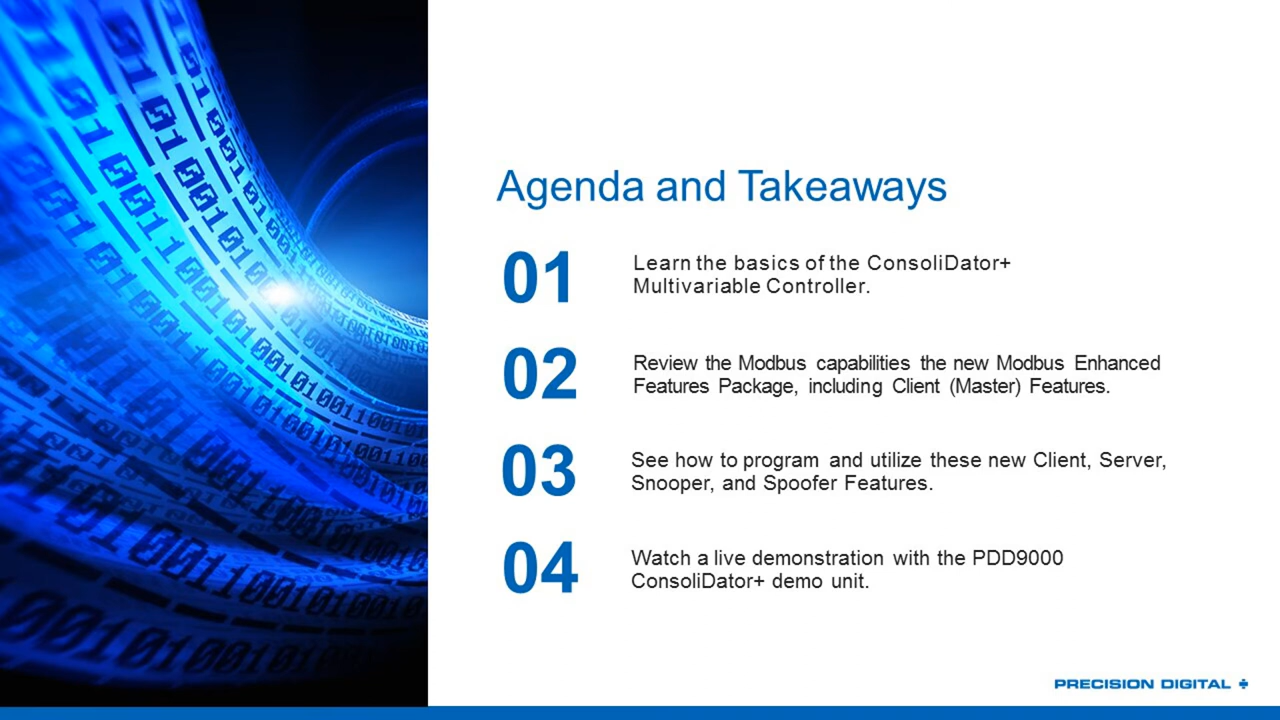 Agenda and Takeaways
01
Learn the basics of the ConsoliDator+
Multivariable Controller.
02
Review the Modbus capabilities the new Modbus Enhanced
Features Package, including Client (Master) Features.
03
See how to program and utilize these new Client, Server,
Snooper, and Spoofer Features.
04
Watch a live demonstration with the PDD9000
ConsoliDator+ demo unit.
PRECISION DIGITAL